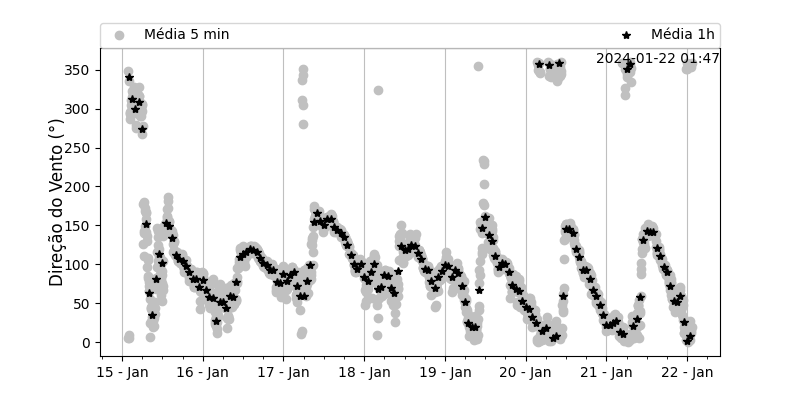 Média 5 min
Média 1h
2024-01-22 01:47
Direção do Vento (°)
350
300
250
200
150
100
50
0
15 - Jan
16 - Jan
17 - Jan
18 - Jan
19 - Jan
20 - Jan
21 - Jan
22 - Jan